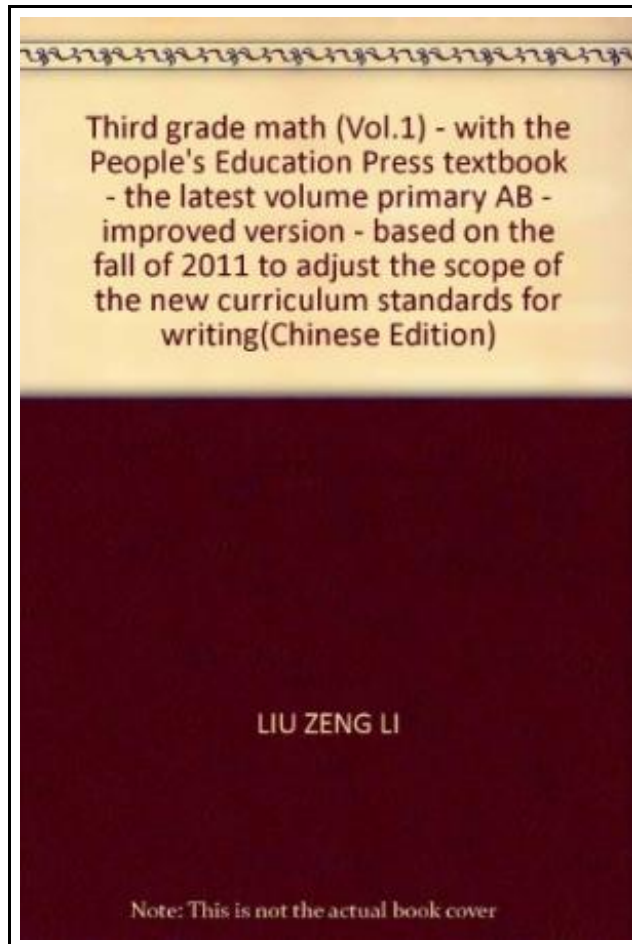 Third grade math (Vol.1) - with the
People's Education Press textbook
- the latest volume primary AB -
improved version - based on the
fall of 2011 to adjust the scope of
the new curriculum standards for
writing(Chinese Edition)
LIU ZENG LI
Note: This is not the actual book cover